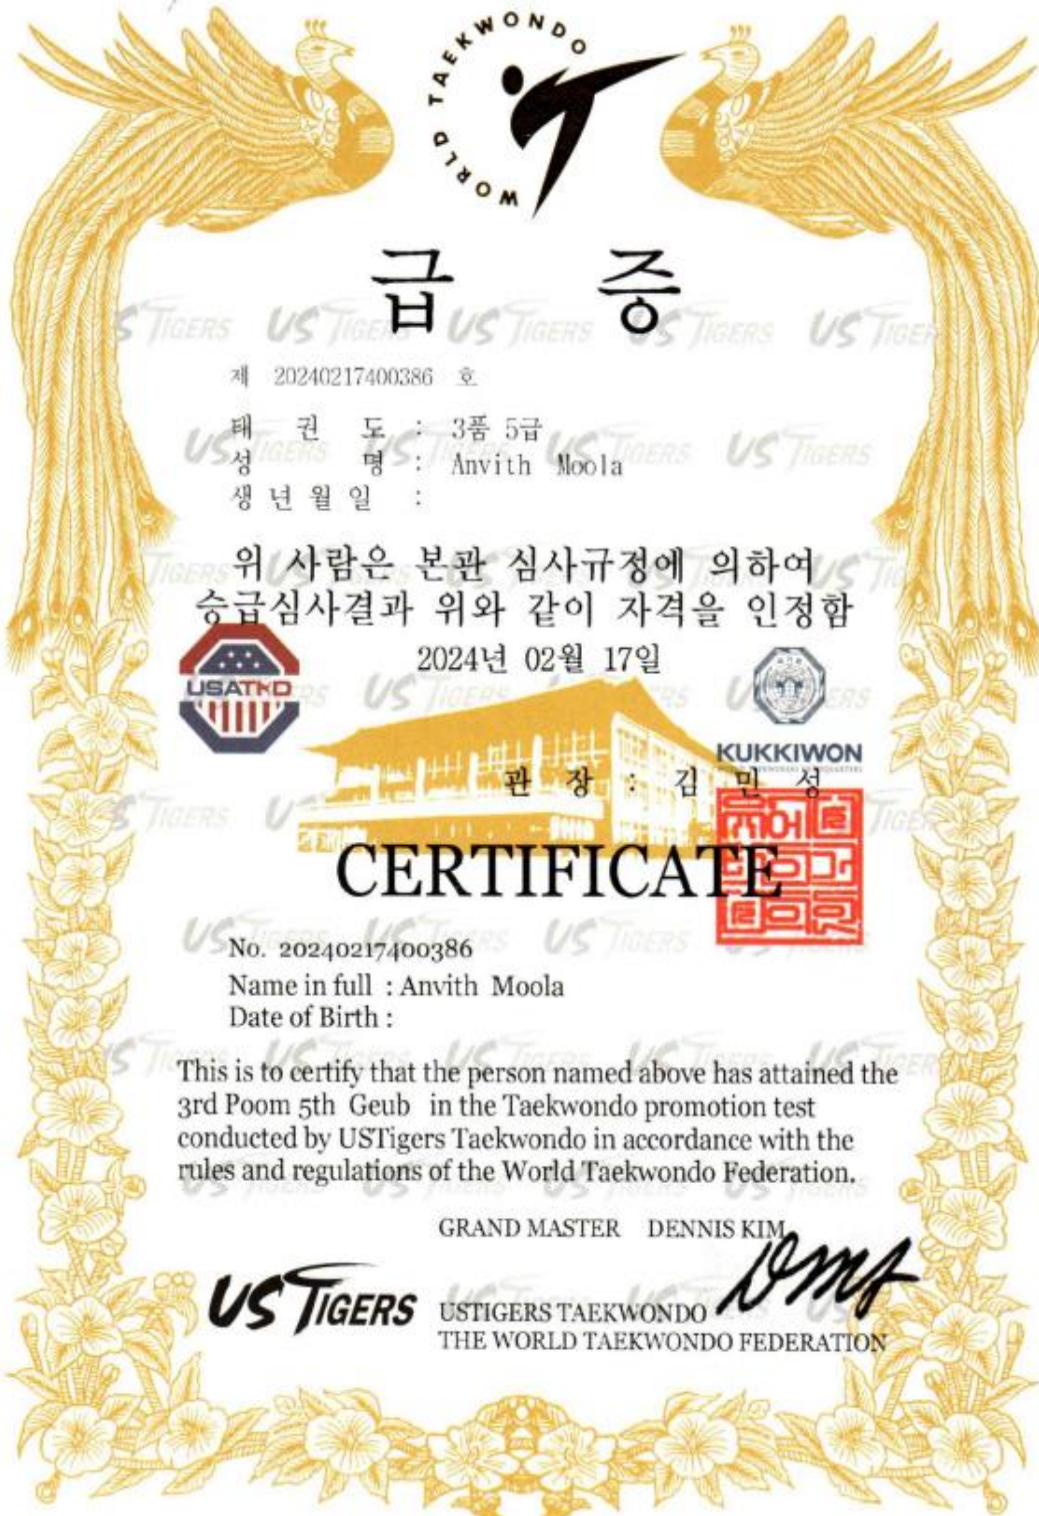 WORLD TAEKWONDO
급 증
제 20240217400386 호
태 권 도 : 3품 5급
성 명 : Anvith Moola
생 년 월 일 :
위 사람은 본관 심사규정에 의하여
승급심사결과 위와 같이 자격을 인정함
2024년 02월 17일
USATKD
KUKKIWON
관 장 : 김 민 성
CERTIFICATE
No. 20240217400386
Name in full : Anvith Moola
Date of Birth :
This is to certify that the person named above has attained the
3rd Poom 5th Geub in the Taekwondo promotion test
conducted by USTigers Taekwondo in accordance with the
rules and regulations of the World Taekwondo Federation.
GRAND MASTER DENNIS KIM
US TIGERS
USTIGERS TAEKWONDO
THE WORLD TAEKWONDO FEDERATION